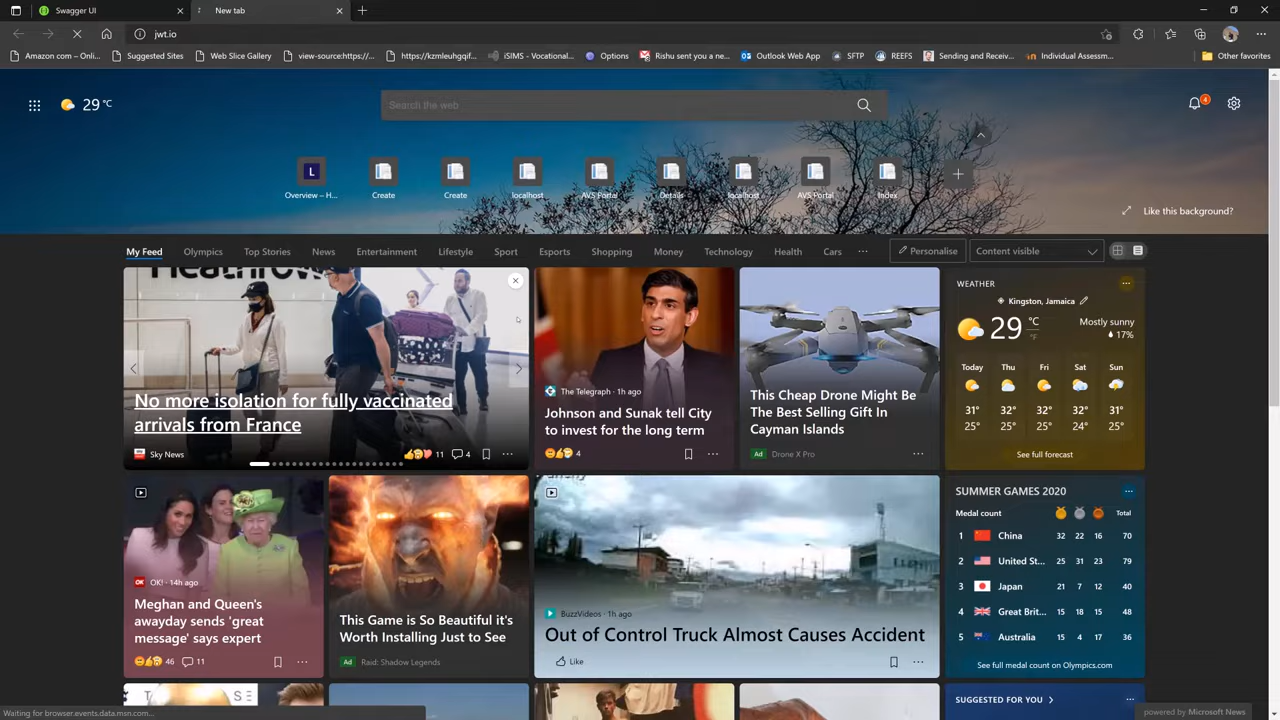 Swagger UI
New tab
jwt.io
Amazon com – Onli...
Suggested Sites
Web Slice Gallery
view-source:https:/...
https://kzmleuhgqif...
iSIMS - Vocational...
Options
Rishu sent you a ne...
Outlook Web App
SFTP
REEFS
Sending and Receiv...
Individual Assessm...
Other favorites
29 °C
Search the web
4
L
Overview – H...
Create
Create
localhost
AVS Portal
Details
localhost
AVS Portal
Index
Like this background?
My Feed
Olympics
Top Stories
News
Entertainment
Lifestyle
Sport
Esports
Shopping
Money
Technology
Health
Cars
Personalise
Content visible
No more isolation for fully vaccinated
arrivals from France
Sky News
11
4
The Telegraph · 1h ago
Johnson and Sunak tell City
to invest for the long term
4
This Cheap Drone Might Be
The Best Selling Gift In
Cayman Islands
Ad Drone X Pro
WEATHER
Kingston, Jamaica
29 °C
°F
Mostly sunny
17%
Today Thu Fri Sat Sun
31° 32° 32° 32° 31°
25° 25° 25° 24° 25°
See full forecast
OK! · 14h ago
Meghan and Queen's
awayday sends 'great
message' says expert
46
11
This Game is So Beautiful it's
Worth Installing Just to See
Ad Raid: Shadow Legends
BuzzVideos · 1h ago
Out of Control Truck Almost Causes Accident
Like
SUMMER GAMES 2020
Medal count Total
1 China 32 22 16 70
2 United St... 25 31 23 79
3 Japan 21 7 12 40
4 Great Brit... 15 18 15 48
5 Australia 15 4 17 36
See full medal count on Olympics.com
SUGGESTED FOR YOU
powered by Microsoft News
Waiting for browser.events.data.msn.com...